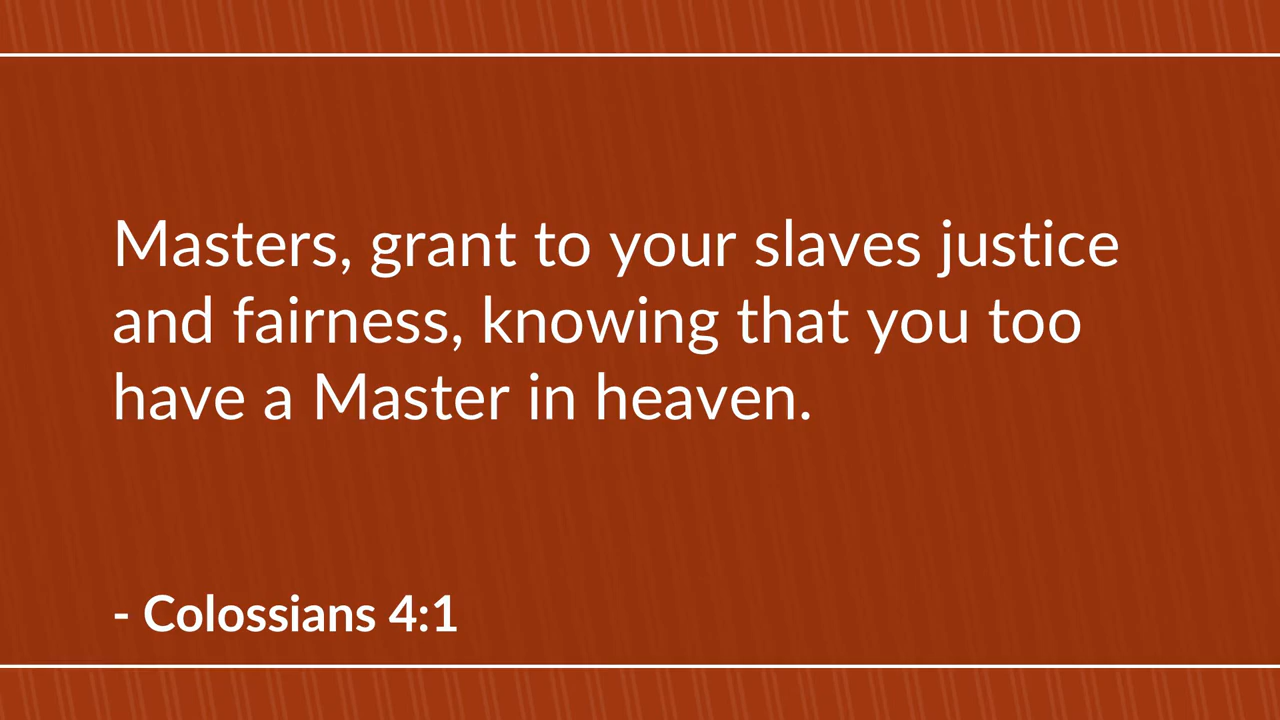 Masters, grant to your slaves justice
and fairness, knowing that you too
have a Master in heaven.
- Colossians 4:1